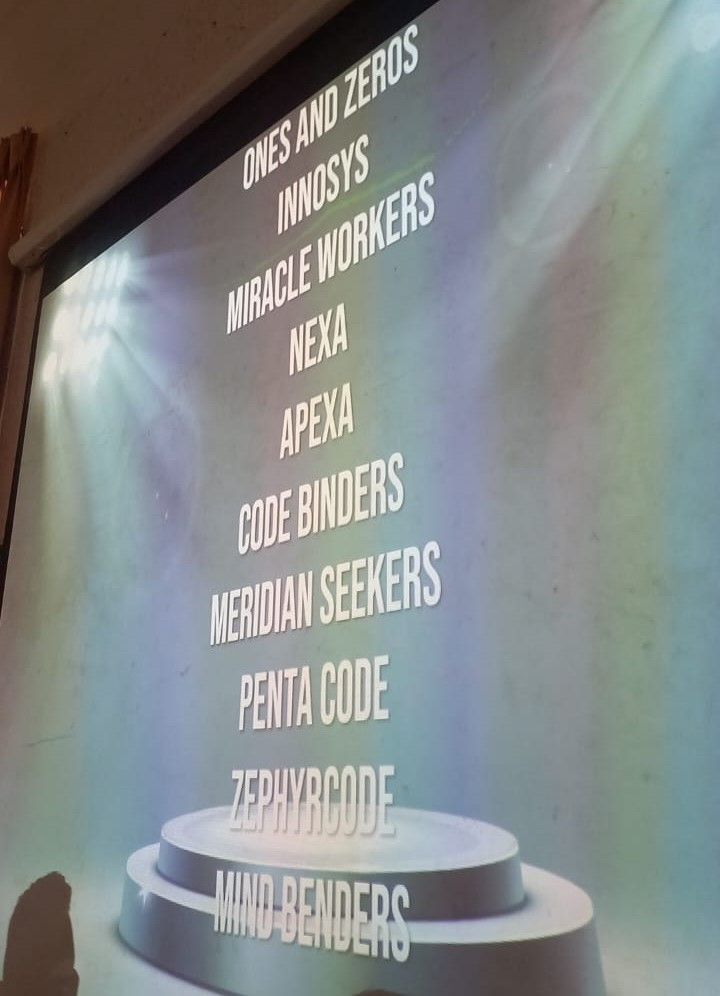 ONES AND ZEROS
INNOSYS
MIRACLE WORKERS
NEXA
APEXA
CODE BINDERS
MERIDIAN SEEKERS
PENTA CODE
ZEPHYRCODE
MIND BENDERS